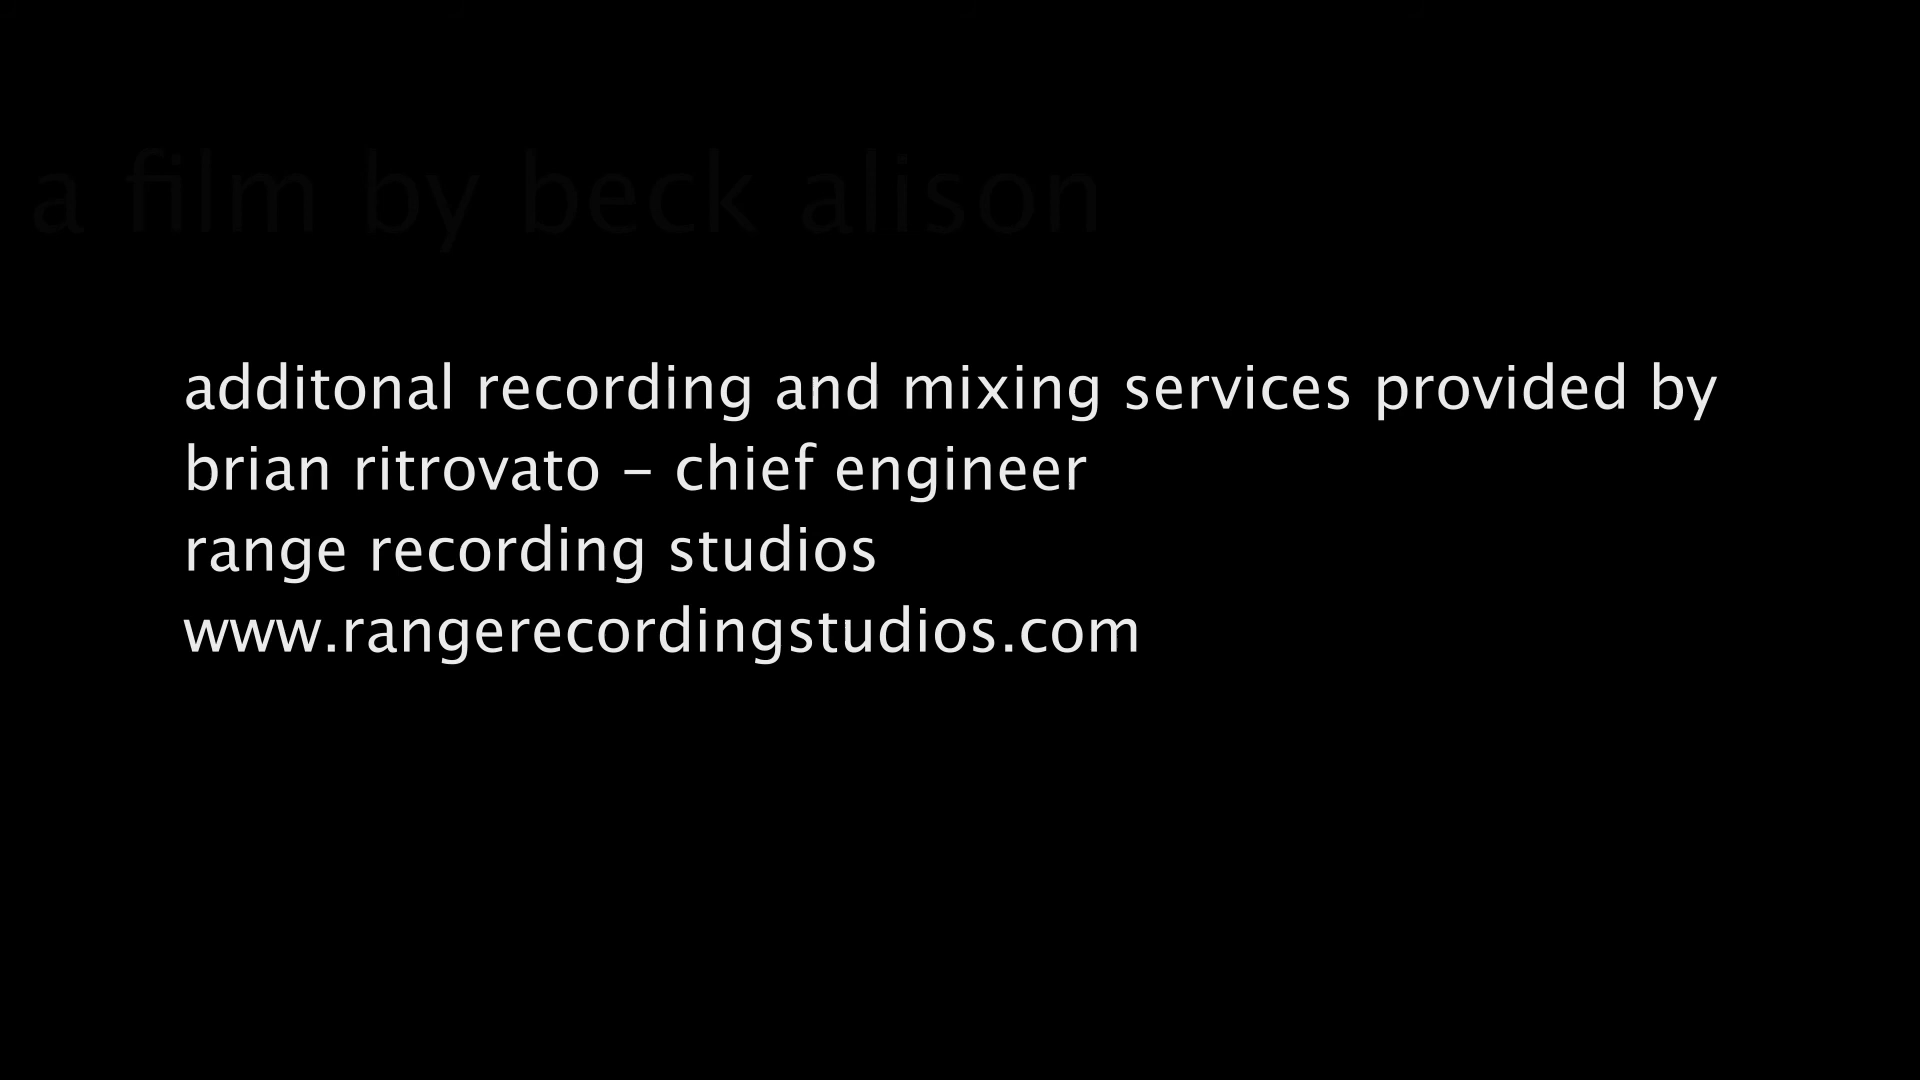 a film by beck alison
additonal recording and mixing services provided by
brian ritrovato - chief engineer
range recording studios
www.rangerecordingstudios.com